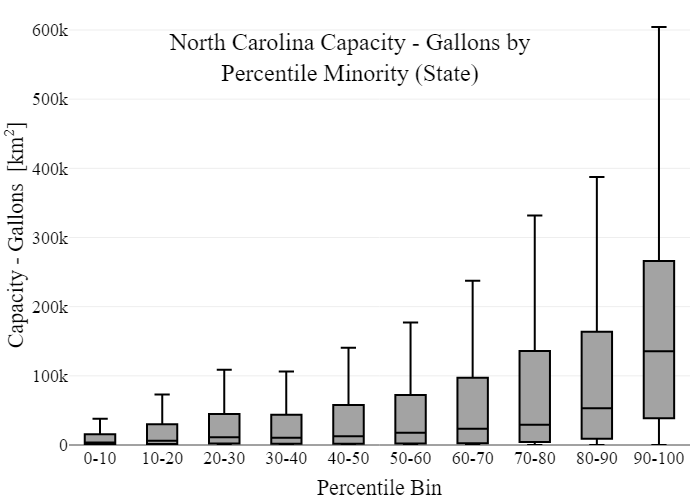 North Carolina Capacity - Gallons by
Percentile Minority (State)
Capacity - Gallons [km²]
600k
500k
400k
300k
200k
100k
0
0-10 10-20 20-30 30-40 40-50 50-60 60-70 70-80 80-90 90-100
Percentile Bin